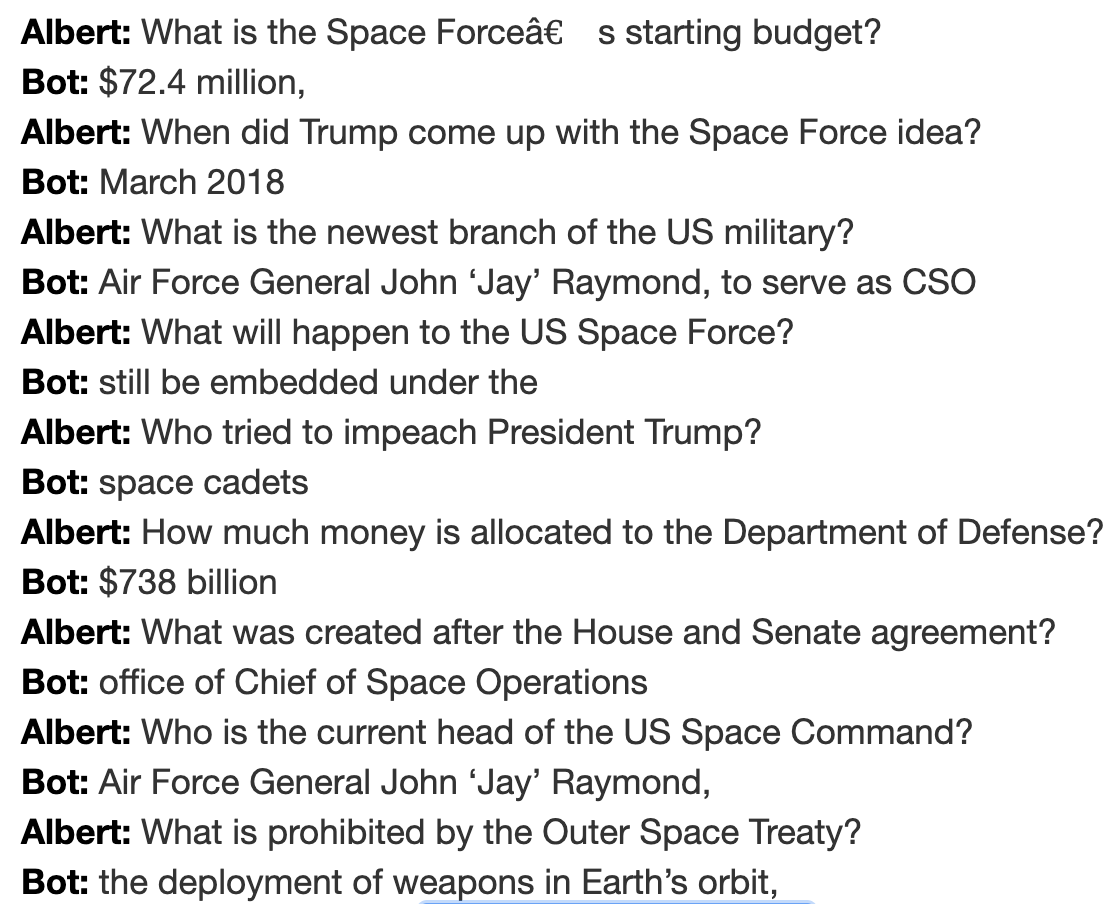 Albert: What is the Space Forceâ€ s starting budget?
Bot: $72.4 million,
Albert: When did Trump come up with the Space Force idea?
Bot: March 2018
Albert: What is the newest branch of the US military?
Bot: Air Force General John ‘Jay’ Raymond, to serve as CSO
Albert: What will happen to the US Space Force?
Bot: still be embedded under the
Albert: Who tried to impeach President Trump?
Bot: space cadets
Albert: How much money is allocated to the Department of Defense?
Bot: $738 billion
Albert: What was created after the House and Senate agreement?
Bot: office of Chief of Space Operations
Albert: Who is the current head of the US Space Command?
Bot: Air Force General John ‘Jay’ Raymond,
Albert: What is prohibited by the Outer Space Treaty?
Bot: the deployment of weapons in Earth’s orbit,